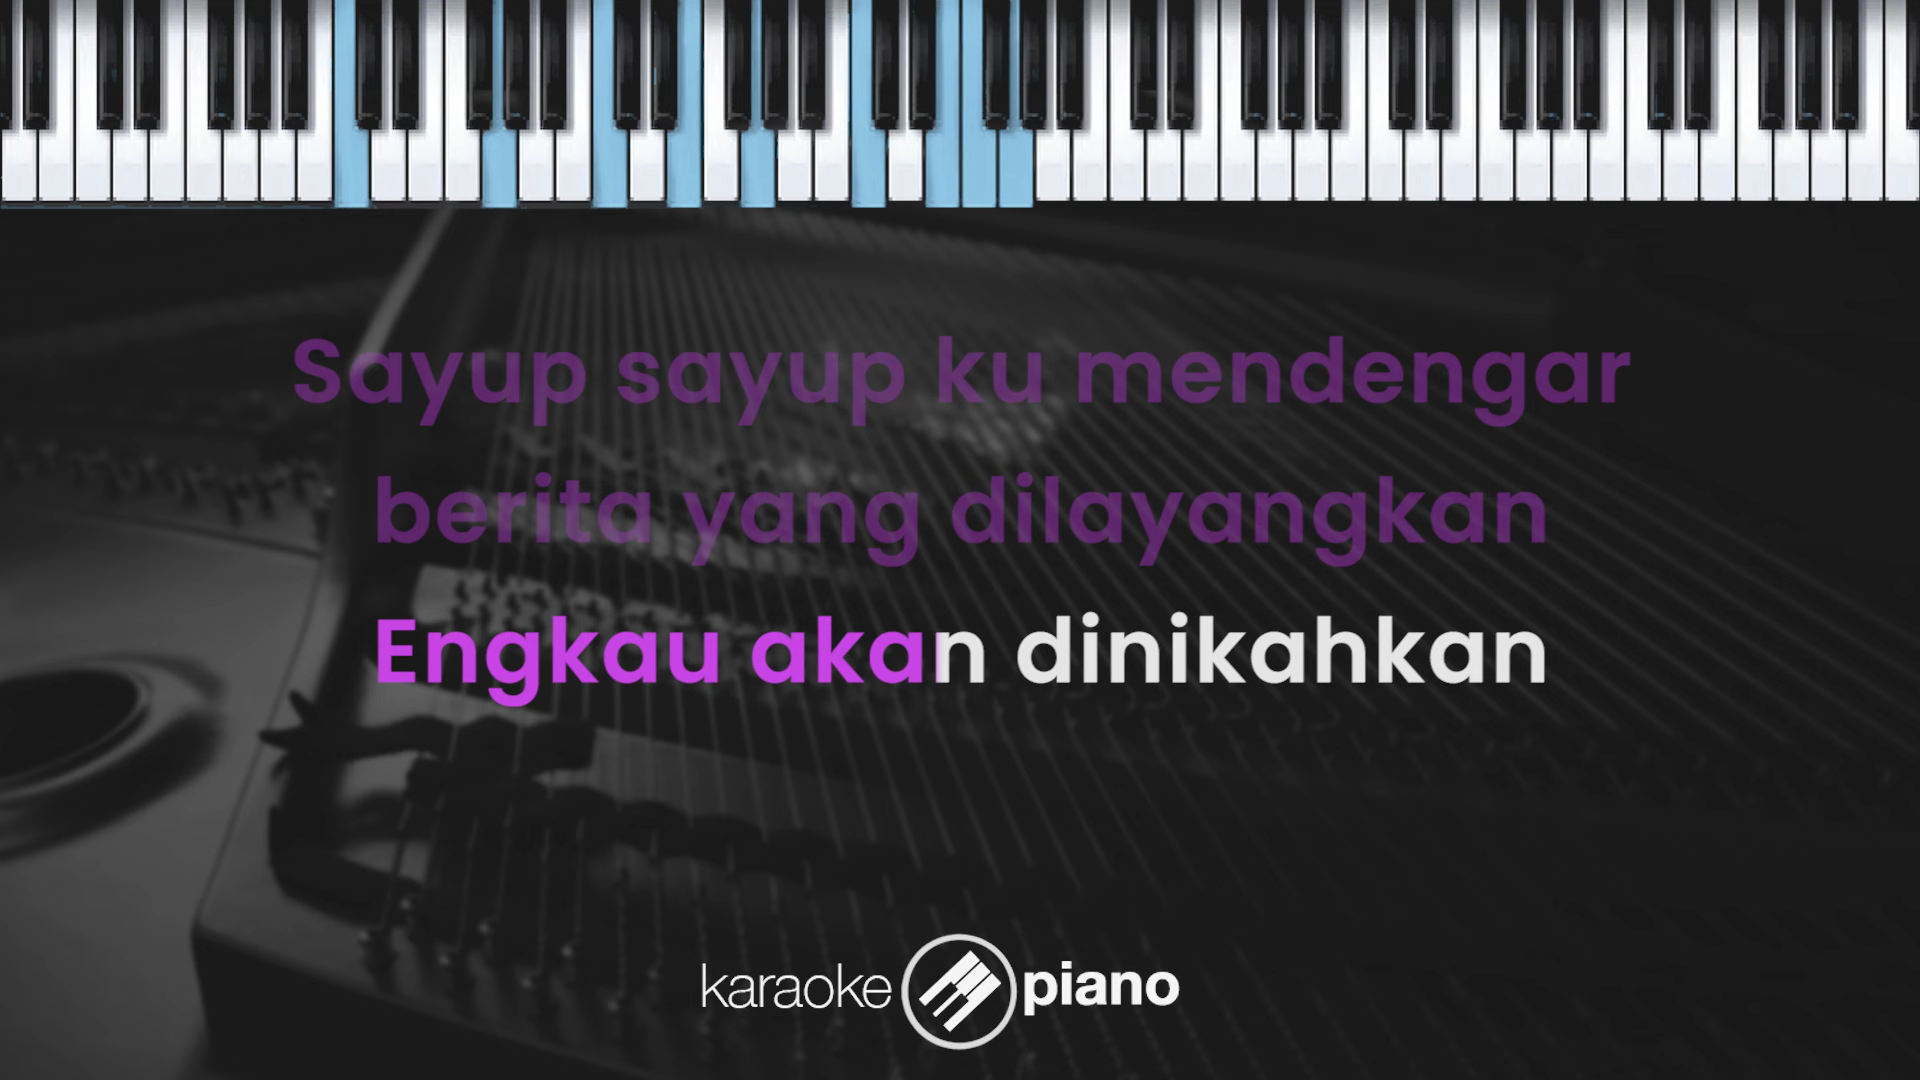 Sayup sayup ku mendengar
berita yang dilayangkan
Engkau akan dinikahkan
karaoke piano